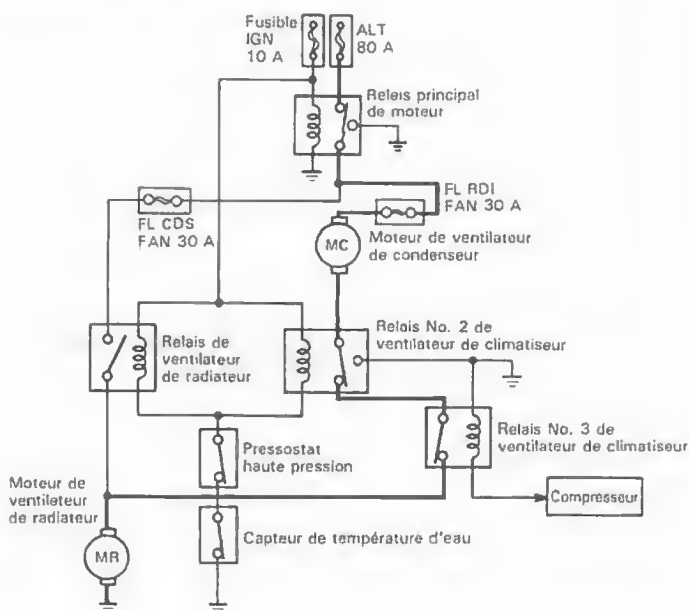 Fusible
IGN
10 A
ALT
80 A
Relais principal
de moteur
FL CDS
FAN 30 A
FL RDI
FAN 30 A
MC
Moteur de ventilateur
de condenseur
Relais de
ventilateur
de radiateur
Relais No. 2 de
ventilateur de climatiseur
Relais No. 3 de
ventilateur de climatiseur
Pressostat
haute pression
Compresseur
Moteur de
ventilateur
de radiateur
MR
Capteur de température d'eau